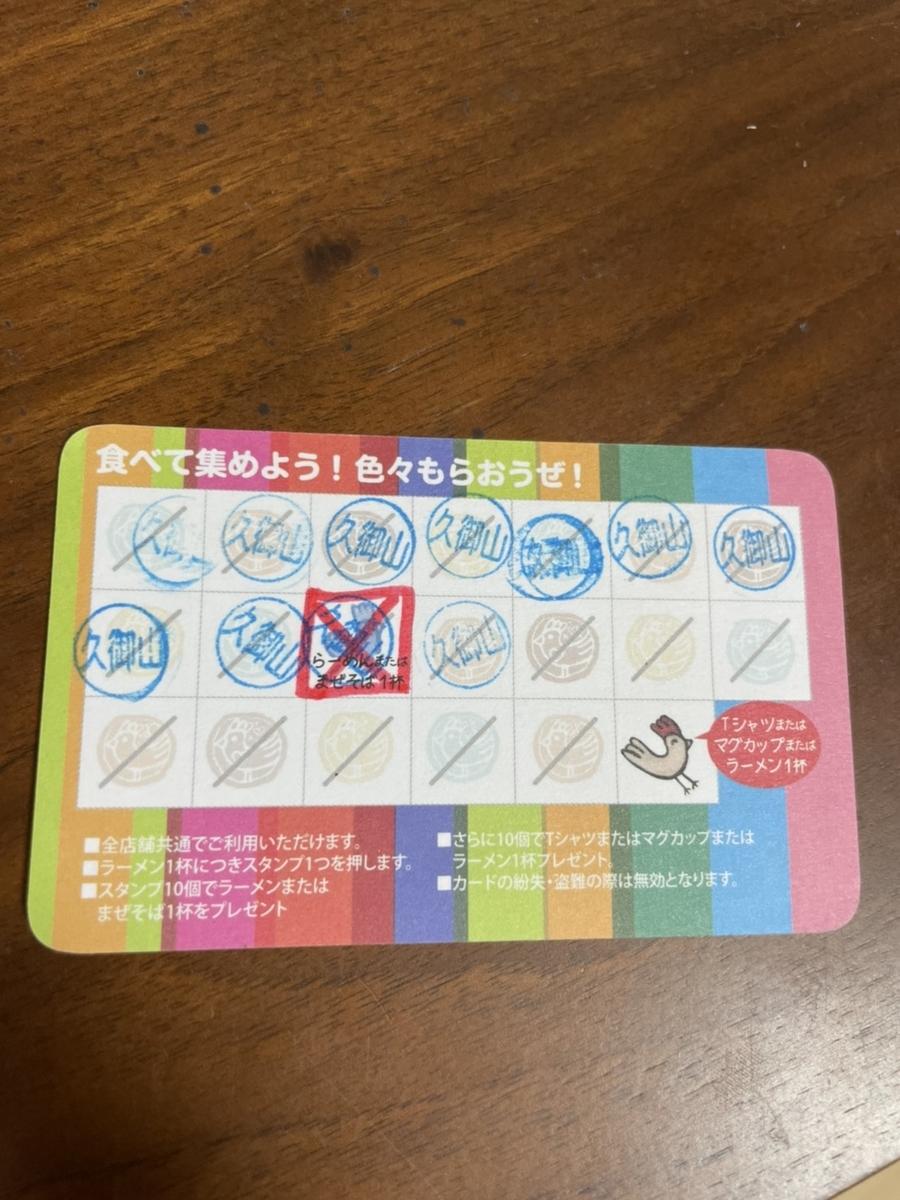 食べて集めよう！色々もらおうぜ！
久御山 久御山 久御山 久御山 久御山 久御山
久御山 久御山 久御山
らーめんまたは
まぜそば1杯
Tシャツまたは
マグカップまたは
ラーメン1杯
■全店舗共通でご利用いただけます。
■ラーメン1杯につきスタンプ1つを押します。
■スタンプ10個でラーメンまたは
まぜそば1杯をプレゼント
■さらに10個でTシャツまたはマグカップまたは
ラーメン1杯プレゼント。
■カードの紛失・盗難の際は無効となります。